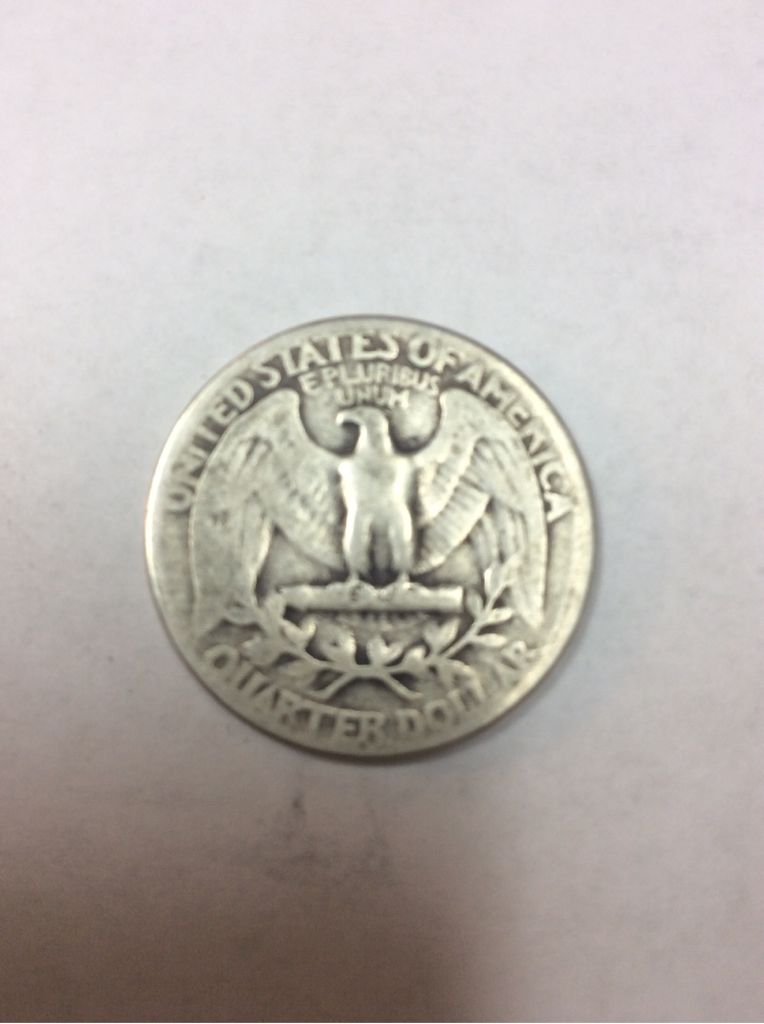 UNITED STATES OF AMERICA
E PLURIBUS
UNUM
QUARTER DOLLAR